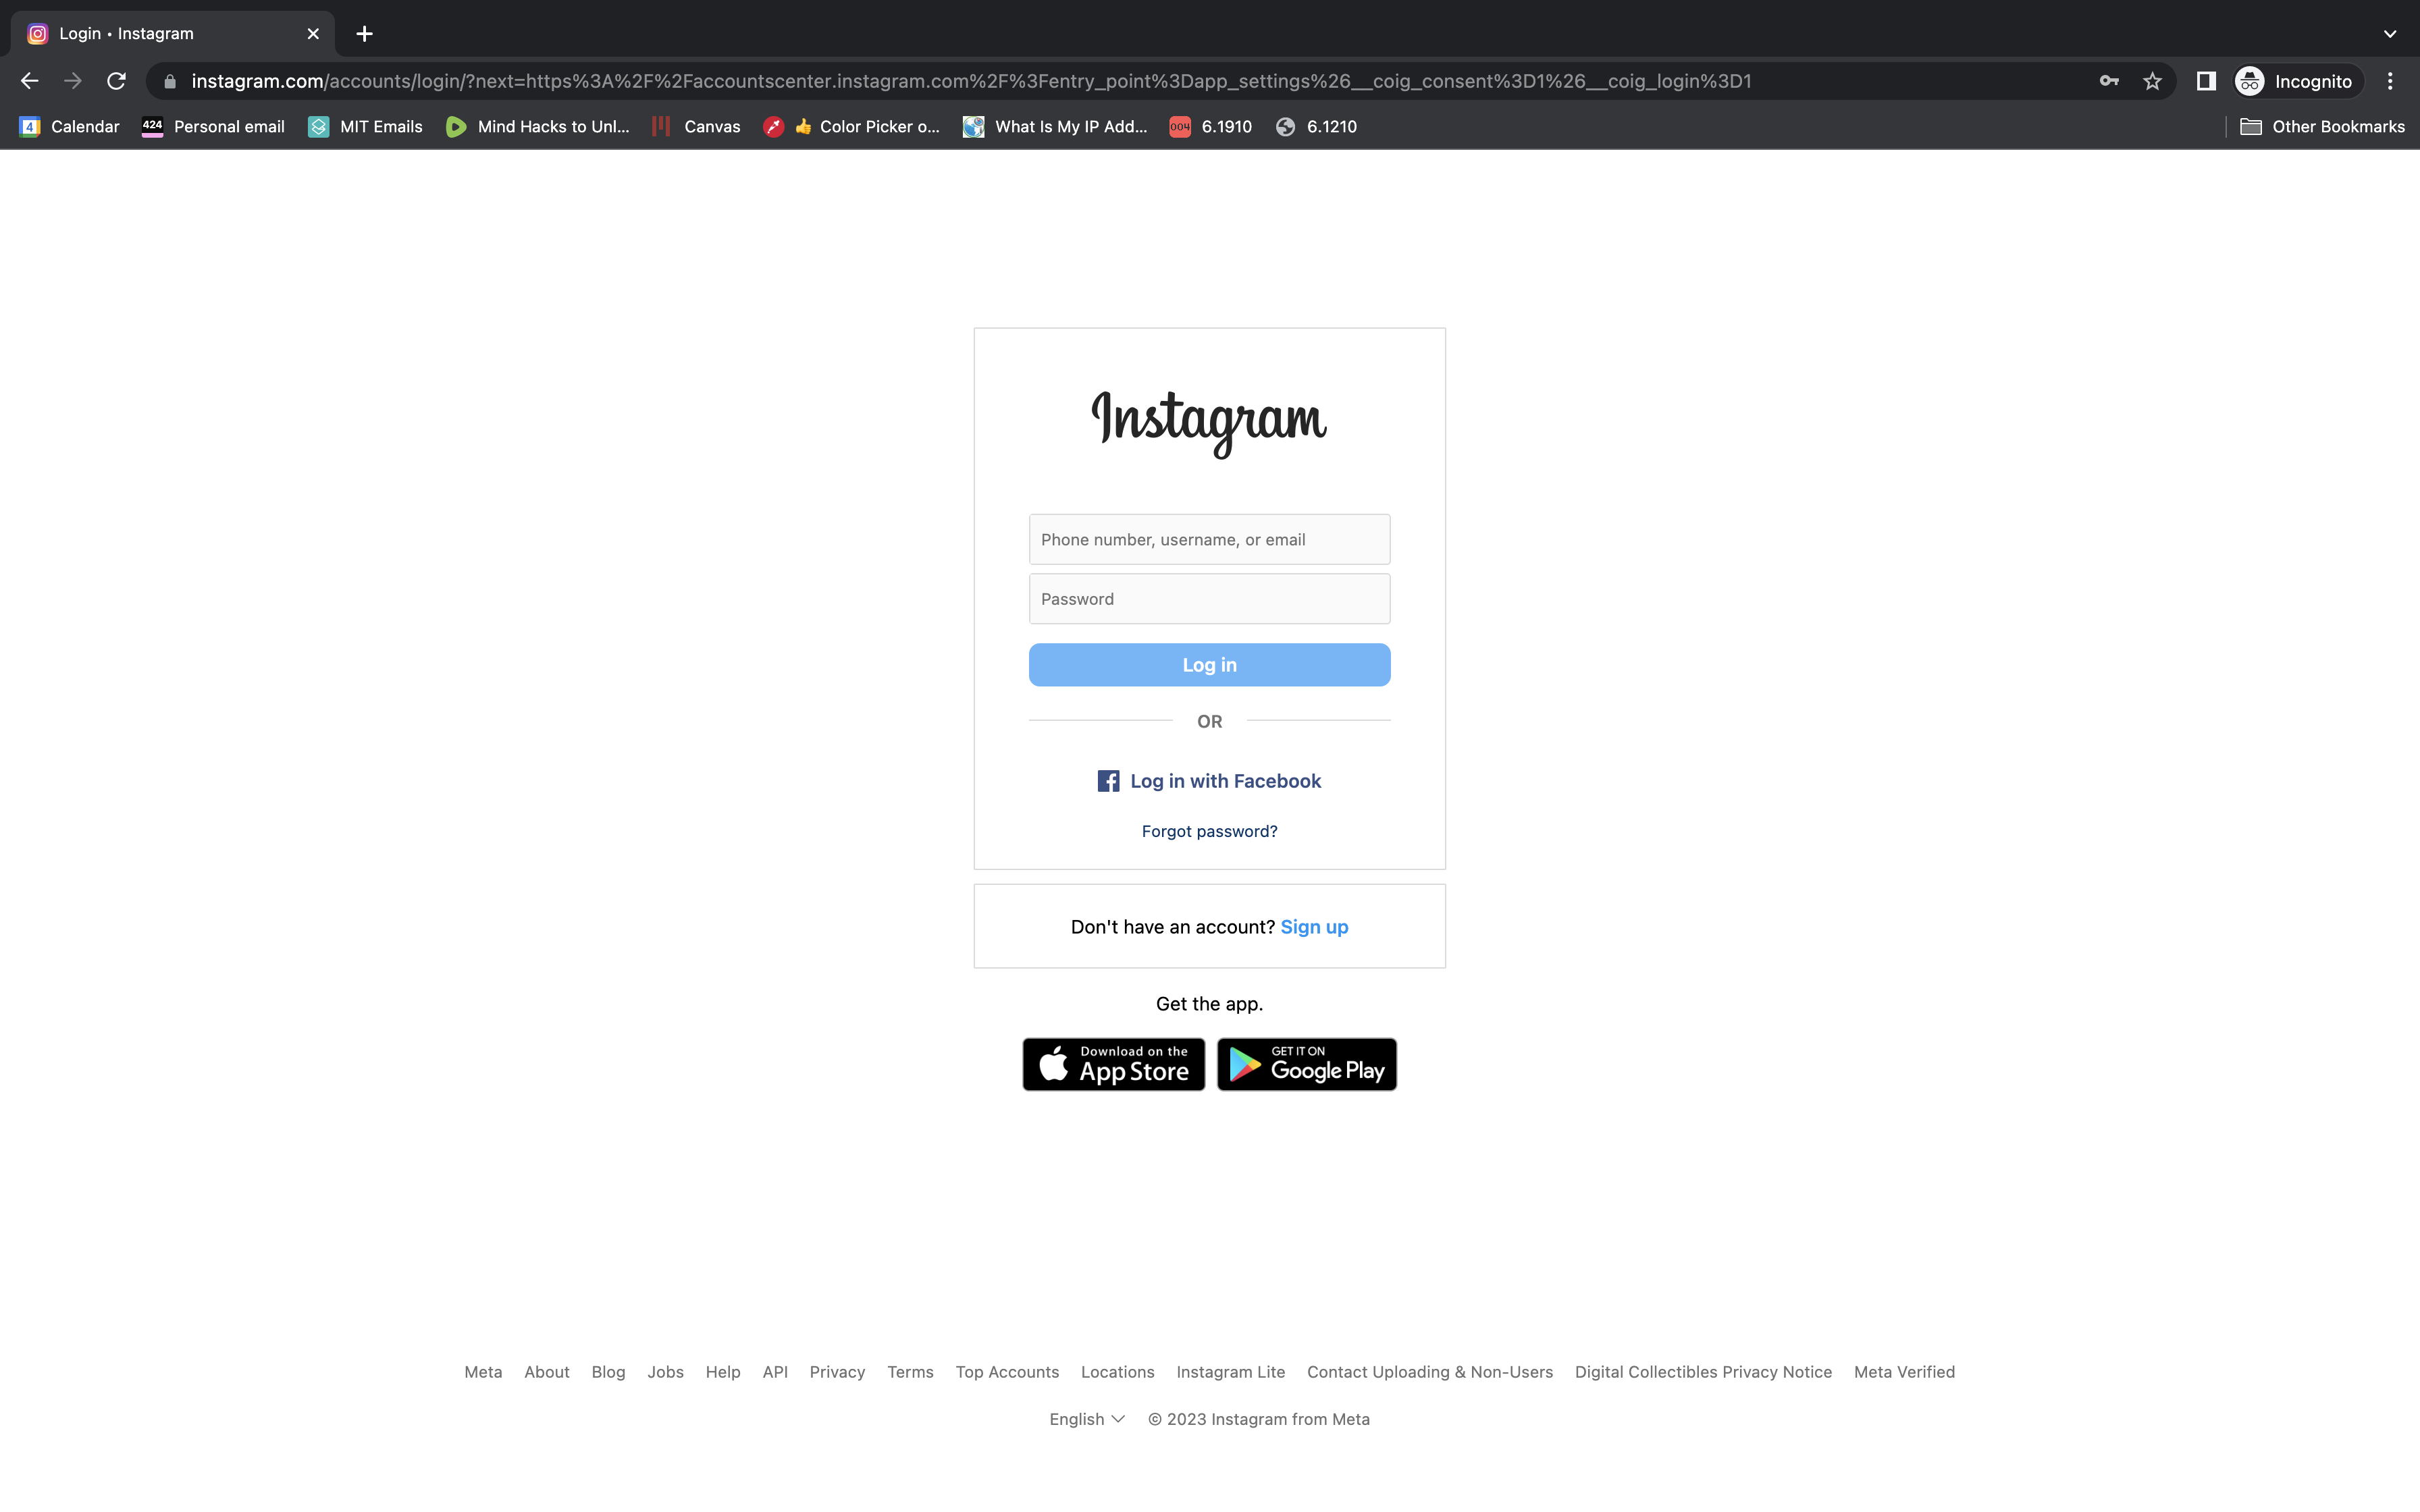 Login • Instagram
instagram.com/accounts/login/?next=https%3A%2F%2Faccountscenter.instagram.com%2F%3Fentry_point%3Dapp_settings%26__coig_consent%3D1%26__coig_login%3D1
Incognito
4 Calendar
424 Personal email
MIT Emails
Mind Hacks to Unl...
Canvas
👍 Color Picker o...
What Is My IP Add...
004 6.1910
6.1210
Other Bookmarks
Instagram
Phone number, username, or email
Password
Log in
OR
Log in with Facebook
Forgot password?
Don't have an account? Sign up
Get the app.
Download on the
App Store
GET IT ON
Google Play
Meta About Blog Jobs Help API Privacy Terms Top Accounts Locations Instagram Lite Contact Uploading & Non-Users Digital Collectibles Privacy Notice Meta Verified
English © 2023 Instagram from Meta